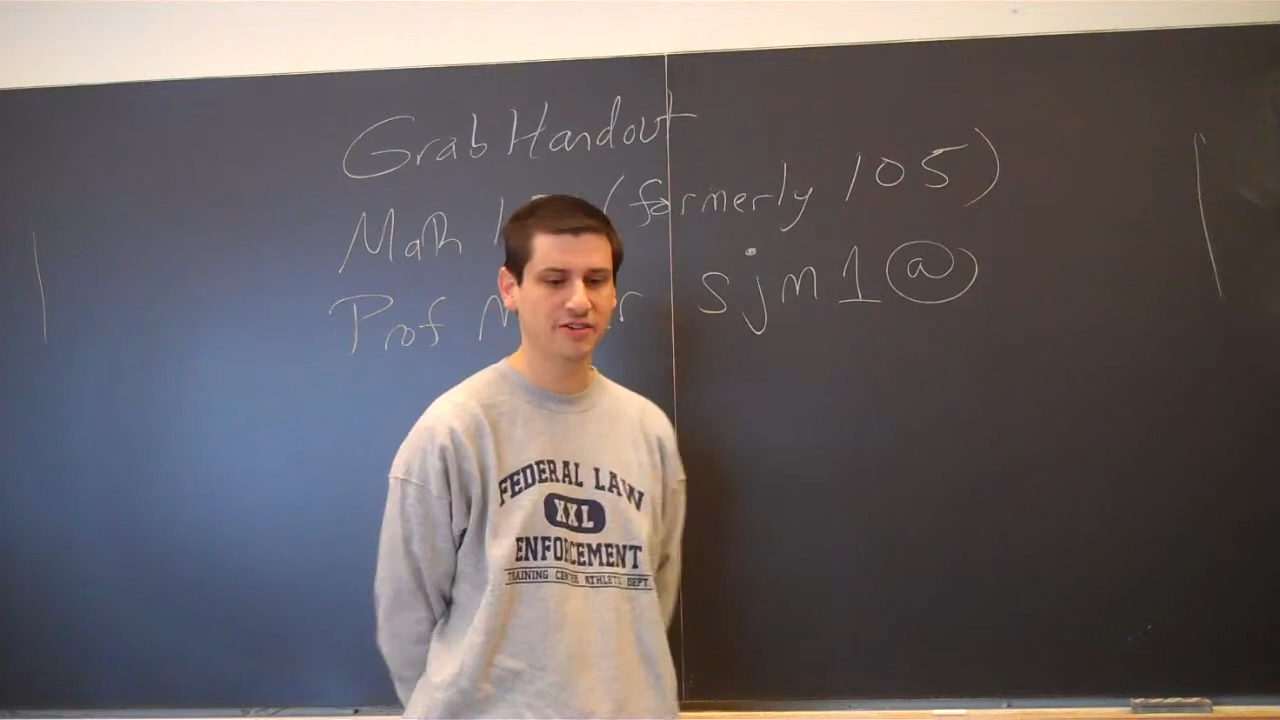 Grab Handout
Math (formerly 105)
Prof sjm1@
FEDERAL LAW
XXL
ENFORCEMENT
TRAINING CENTER ATHLETIC DEPT.